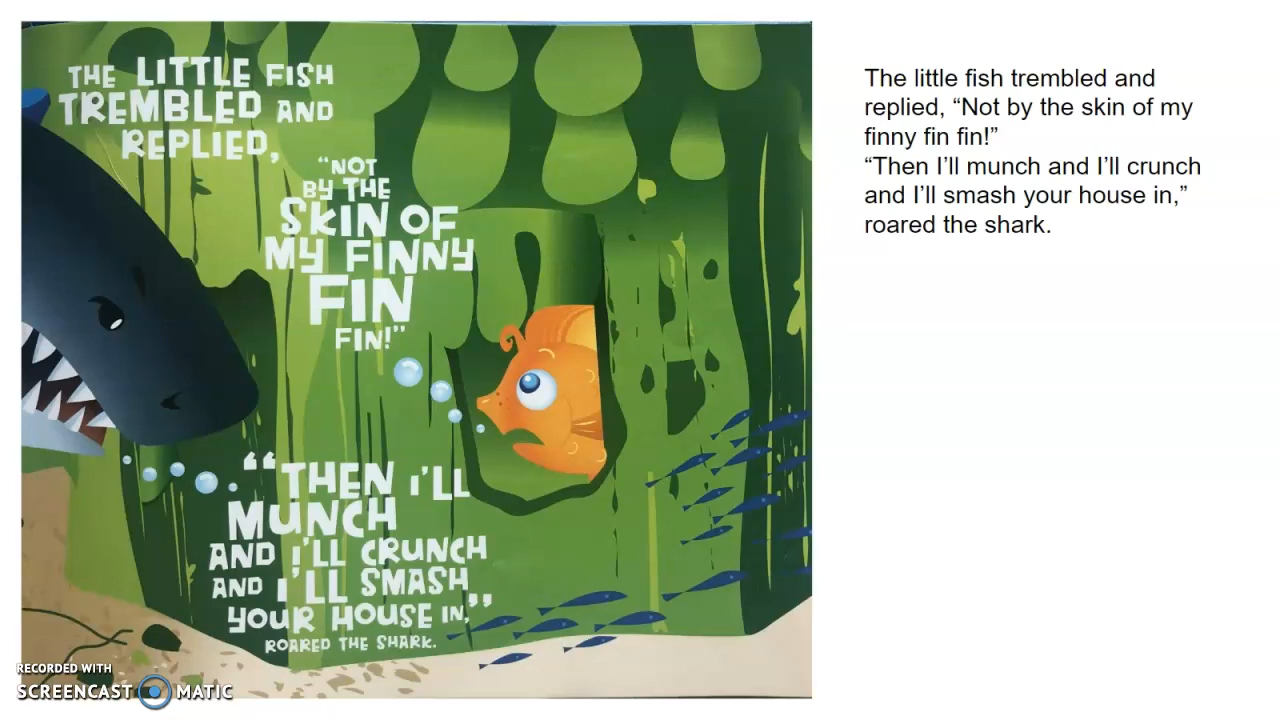 THE LITTLE FISH
TREMBLED AND
REPLIED,
"NOT
BY THE
SKIN OF
MY FINNY
FIN
FIN!"
"THEN I'LL
MUNCH
AND I'LL CRUNCH
AND I'LL SMASH
YOUR HOUSE IN,"
ROARED THE SHARK.
The little fish trembled and
replied, “Not by the skin of my
finny fin fin!”
“Then I’ll munch and I’ll crunch
and I’ll smash your house in,”
roared the shark.
RECORDED WITH
SCREENCAST MATIC